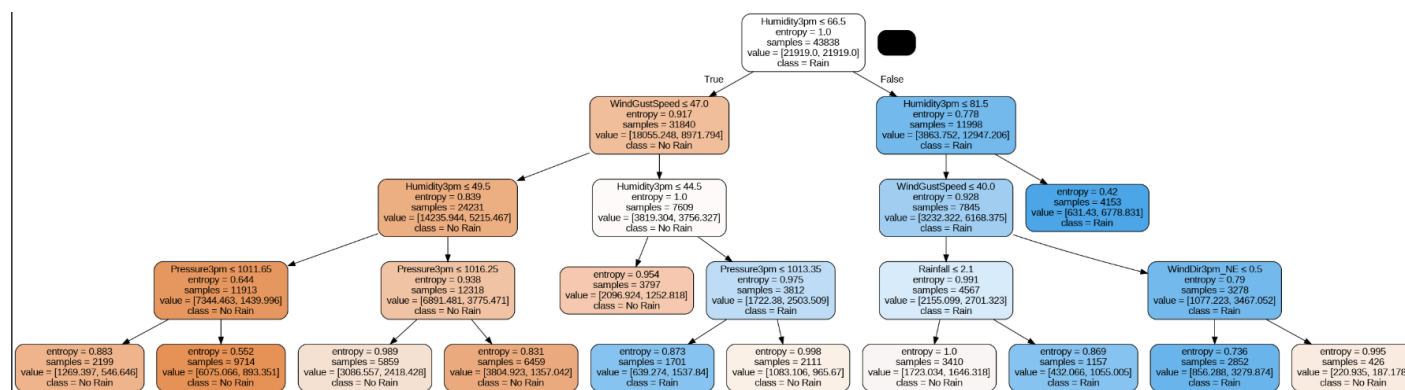 Humidity3pm ≤ 66.5
entropy = 1.0
samples = 43838
value = [21919.0, 21919.0]
class = Rain
True
False
WindGustSpeed ≤ 47.0
entropy = 0.917
samples = 31840
value = [18055.248, 8971.794]
class = No Rain
Humidity3pm ≤ 81.5
entropy = 0.778
samples = 11998
value = [3863.752, 12947.206]
class = Rain
Humidity3pm ≤ 49.5
entropy = 0.839
samples = 24231
value = [14235.944, 5215.467]
class = No Rain
Humidity3pm ≤ 44.5
entropy = 1.0
samples = 7609
value = [3819.304, 3756.327]
class = No Rain
WindGustSpeed ≤ 40.0
entropy = 0.928
samples = 7845
value = [3232.322, 6168.375]
class = Rain
entropy = 0.42
samples = 4153
value = [631.43, 6778.831]
class = Rain
Pressure3pm ≤ 1011.65
entropy = 0.644
samples = 11913
value = [7344.463, 1439.996]
class = No Rain
Pressure3pm ≤ 1016.25
entropy = 0.938
samples = 12318
value = [6891.481, 3775.471]
class = No Rain
entropy = 0.954
samples = 3797
value = [2096.924, 1252.818]
class = No Rain
Pressure3pm ≤ 1013.35
entropy = 0.975
samples = 3812
value = [1722.38, 2503.509]
class = Rain
Rainfall ≤ 2.1
entropy = 0.991
samples = 4567
value = [2155.099, 2701.323]
class = Rain
WindDir3pm_NE ≤ 0.5
entropy = 0.79
samples = 3278
value = [1077.223, 3467.052]
class = Rain
entropy = 0.883
samples = 2199
value = [1269.397, 546.646]
class = No Rain
entropy = 0.552
samples = 9714
value = [6075.066, 893.351]
class = No Rain
entropy = 0.989
samples = 5859
value = [3086.557, 2418.428]
class = No Rain
entropy = 0.831
samples = 6459
value = [3804.923, 1357.042]
class = No Rain
entropy = 0.873
samples = 1701
value = [639.274, 1537.84]
class = Rain
entropy = 0.998
samples = 2111
value = [1083.106, 965.67]
class = No Rain
entropy = 1.0
samples = 3410
value = [1723.034, 1646.318]
class = No Rain
entropy = 0.869
samples = 1157
value = [432.066, 1055.005]
class = Rain
entropy = 0.736
samples = 2852
value = [856.288, 3279.874]
class = Rain
entropy = 0.995
samples = 426
value = [220.935, 187.178]
class = No Rain